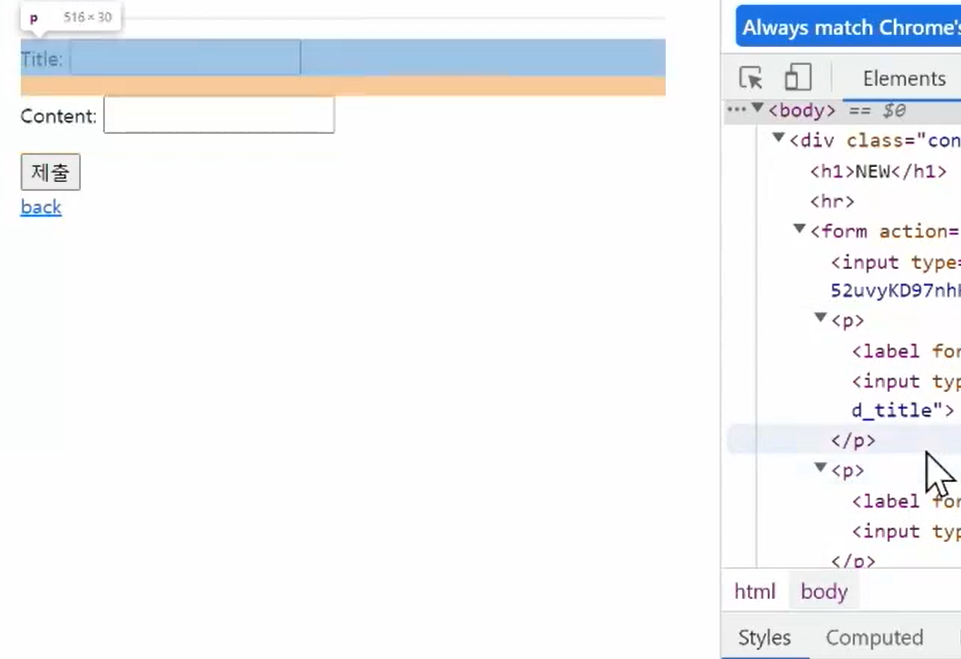 p 516 × 30
Title:
Content:
제출
back
Always match Chrome's
Elements
··· ▼<body> == $0
▼<div class="con
<h1>NEW</h1>
<hr>
▼<form action=
<input type=
52uvyKD97nh
▼<p>
<label for
<input typ
d_title">
</p>
▼<p>
<label for
<input typ
</p>
html body
Styles Computed